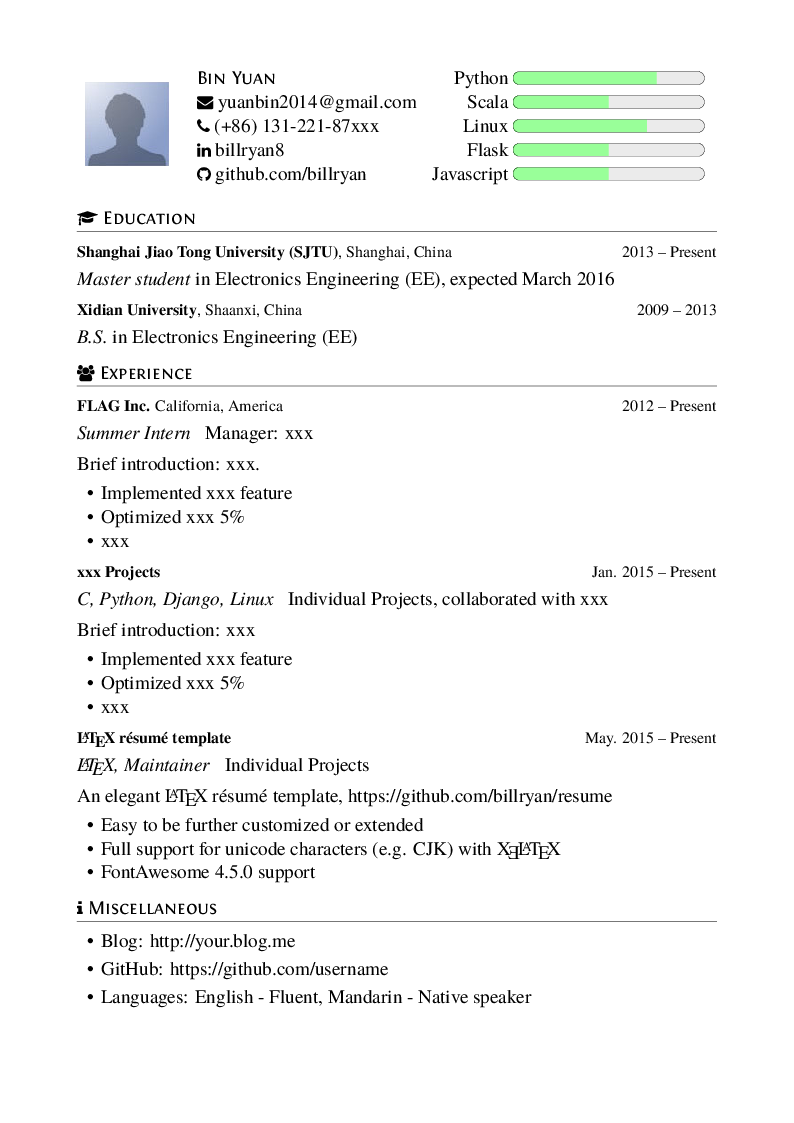 BIN YUAN
yuanbin2014@gmail.com
(+86) 131-221-87xxx
billryan8
github.com/billryan
Python
Scala
Linux
Flask
Javascript
EDUCATION
Shanghai Jiao Tong University (SJTU), Shanghai, China 2013 – Present
Master student in Electronics Engineering (EE), expected March 2016
Xidian University, Shaanxi, China 2009 – 2013
B.S. in Electronics Engineering (EE)
EXPERIENCE
FLAG Inc. California, America 2012 – Present
Summer Intern Manager: xxx
Brief introduction: xxx.
• Implemented xxx feature
• Optimized xxx 5%
• xxx
xxx Projects Jan. 2015 – Present
C, Python, Django, Linux Individual Projects, collaborated with xxx
Brief introduction: xxx
• Implemented xxx feature
• Optimized xxx 5%
• xxx
LATEX résumé template May. 2015 – Present
LATEX, Maintainer Individual Projects
An elegant LATEX résumé template, https://github.com/billryan/resume
• Easy to be further customized or extended
• Full support for unicode characters (e.g. CJK) with XƎLATEX
• FontAwesome 4.5.0 support
MISCELLANEOUS
• Blog: http://your.blog.me
• GitHub: https://github.com/username
• Languages: English - Fluent, Mandarin - Native speaker